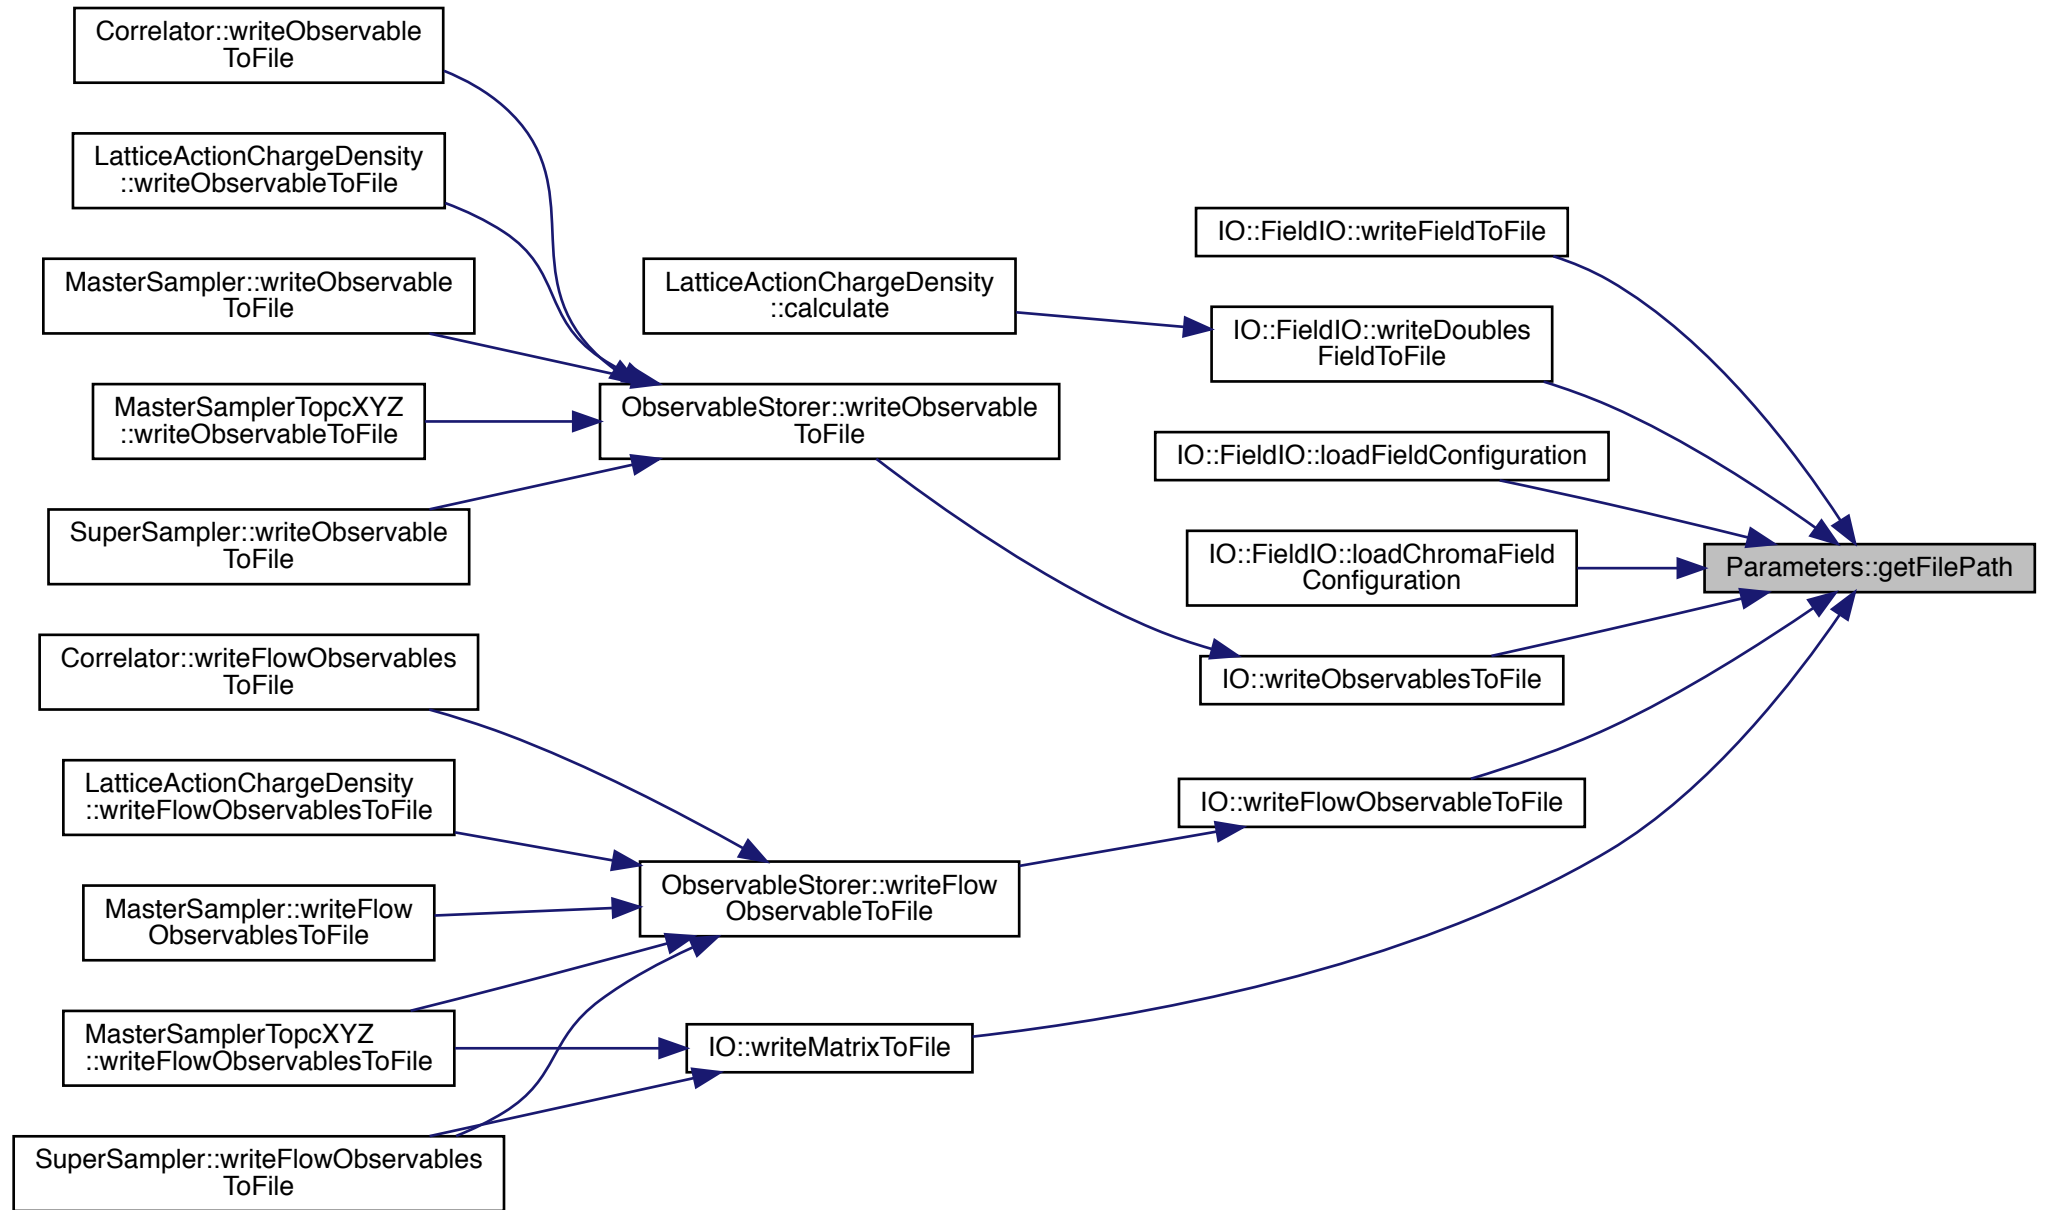 Correlator::writeObservable
ToFile
LatticeActionChargeDensity
::writeObservableToFile
MasterSampler::writeObservable
ToFile
MasterSamplerTopcXYZ
::writeObservableToFile
SuperSampler::writeObservable
ToFile
Correlator::writeFlowObservables
ToFile
LatticeActionChargeDensity
::writeFlowObservablesToFile
MasterSampler::writeFlow
ObservablesToFile
MasterSamplerTopcXYZ
::writeFlowObservablesToFile
SuperSampler::writeFlowObservables
ToFile
LatticeActionChargeDensity
::calculate
ObservableStorer::writeObservable
ToFile
ObservableStorer::writeFlow
ObservableToFile
IO::writeMatrixToFile
IO::FieldIO::writeFieldToFile
IO::FieldIO::writeDoubles
FieldToFile
IO::FieldIO::loadFieldConfiguration
IO::FieldIO::loadChromaField
Configuration
IO::writeObservablesToFile
IO::writeFlowObservableToFile
Parameters::getFilePath